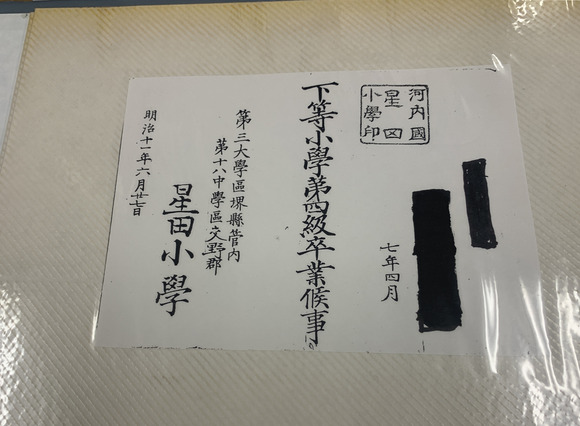 河内國
星田
小學印
七年四月
下等小學第四級卒業候事
第三大學區堺縣管内
第十八中學區交野郡
星田小學
明治十一年六月廿七日